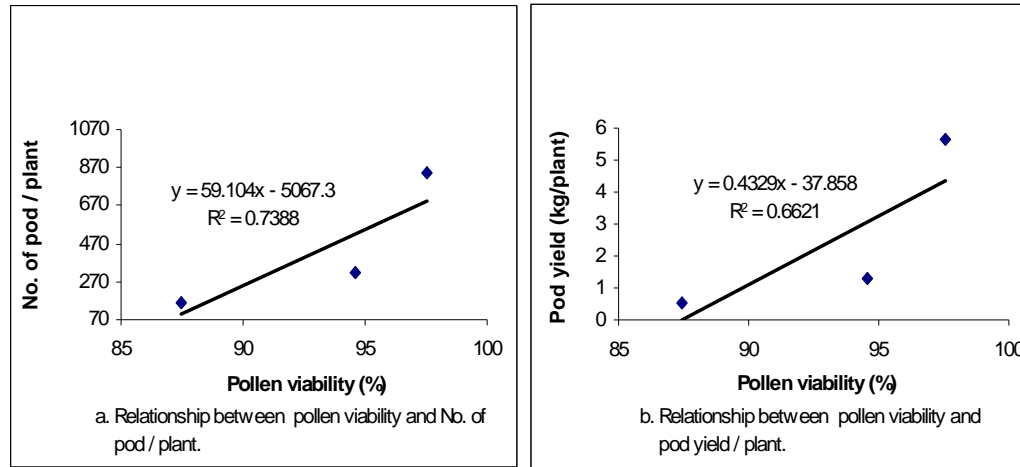 No. of pod / plant
1070
870
670
470
270
70
y = 59.104x - 5067.3
R² = 0.7388
85 90 95 100
Pollen viability (%)
a. Relationship between pollen viability and No. of
pod / plant.
Pod yield (kg/plant)
6
5
4
3
2
1
0
y = 0.4329x - 37.858
R² = 0.6621
85 90 95 100
Pollen viability (%)
b. Relationship between pollen viability and
pod yield / plant.